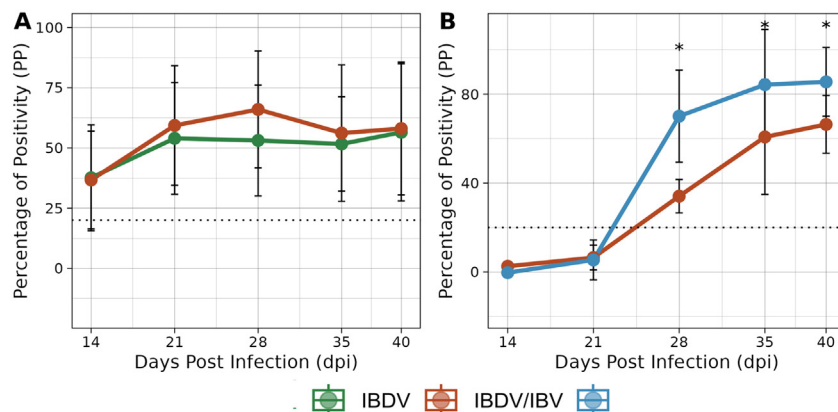 A
B
Percentage of Positivity (PP)
100
75
50
25
0
14 21 28 35 40
Days Post Infection (dpi)
Percentage of Positivity (PP)
80
40
0
* * *
14 21 28 35 40
Days Post Infection (dpi)
IBDV IBDV/IBV